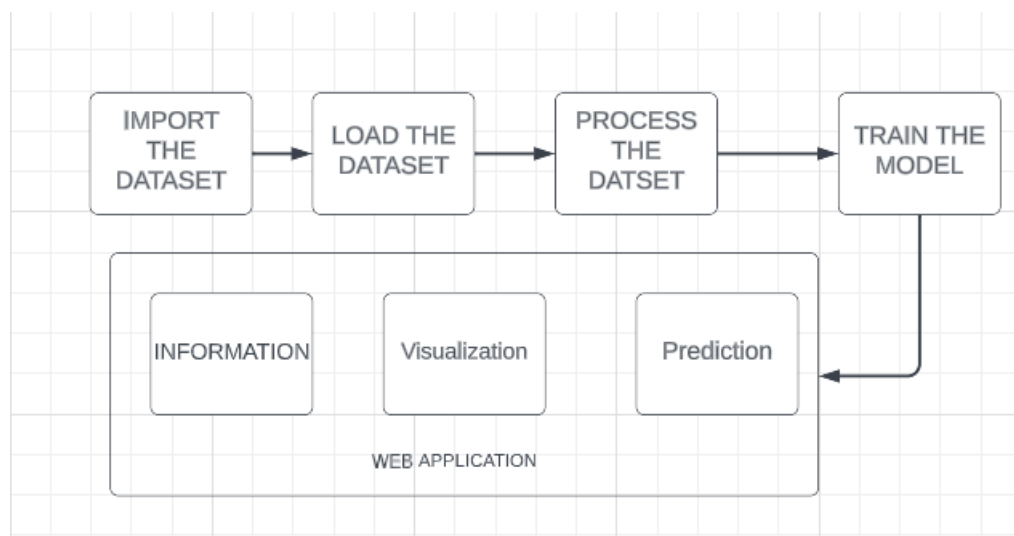 IMPORT
THE
DATASET
LOAD THE
DATASET
PROCESS
THE
DATSET
TRAIN THE
MODEL
INFORMATION
Visualization
Prediction
WEB APPLICATION